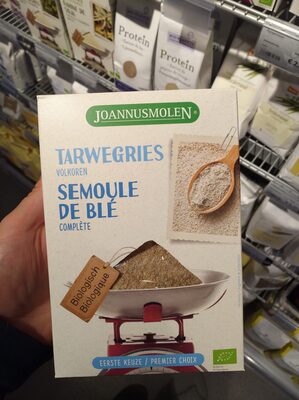 Protein
Protein
JOANNUSMOLEN®
TARWEGRIES
VOLKOREN
SEMOULE
DE BLÉ
COMPLÈTE
Biologisch
Biologique
EERSTE KEUZE / PREMIER CHOIX